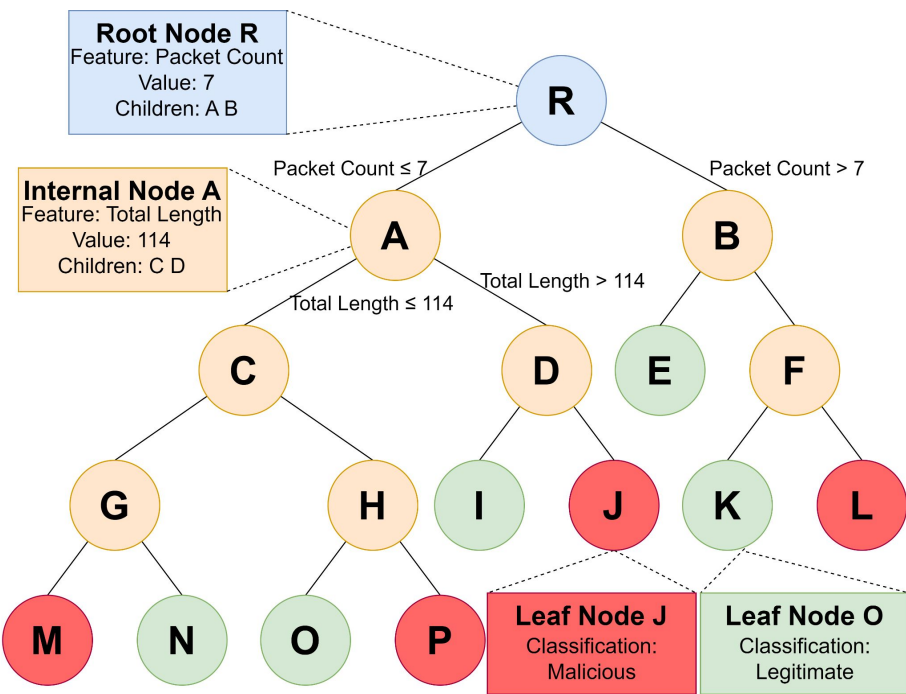 Root Node R
Feature: Packet Count
Value: 7
Children: A B
R
Packet Count ≤ 7
Packet Count > 7
Internal Node A
Feature: Total Length
Value: 114
Children: C D
A
B
Total Length ≤ 114
Total Length > 114
C
D
E
F
G
H
I
J
K
L
M
N
O
P
Leaf Node J
Classification:
Malicious
Leaf Node O
Classification:
Legitimate